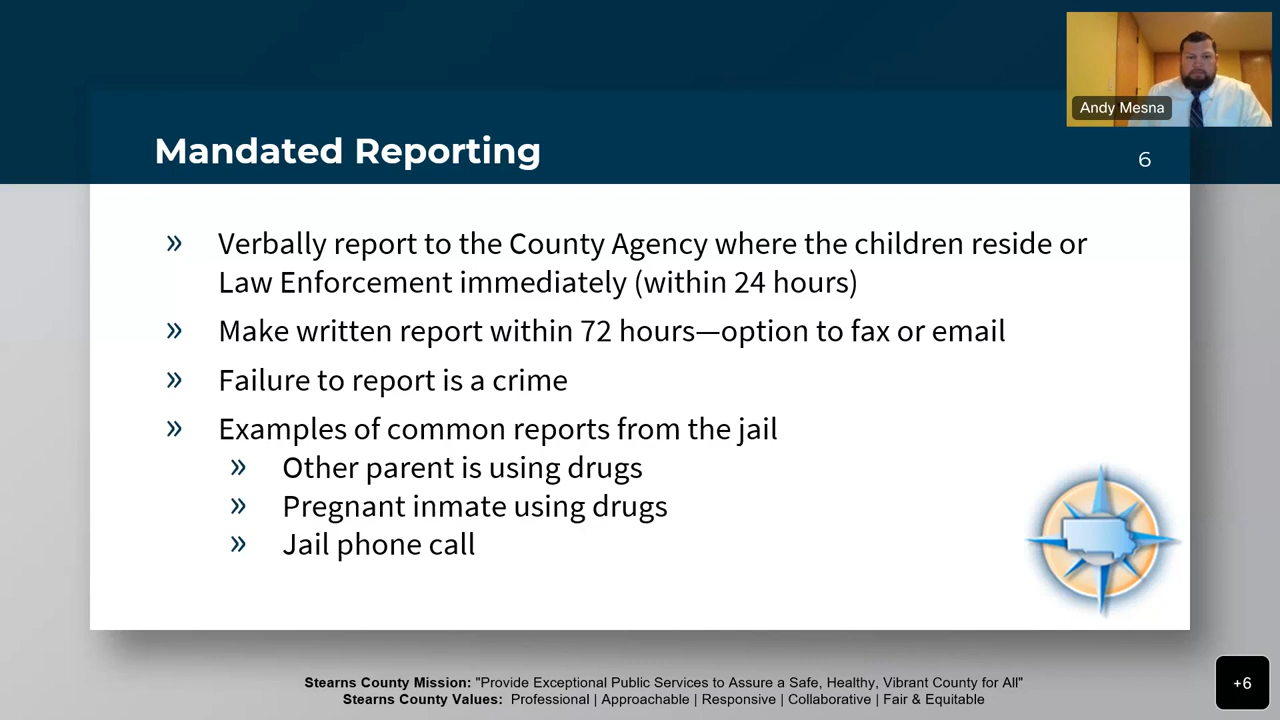 Andy Mesna
Mandated Reporting
6
» Verbally report to the County Agency where the children reside or
Law Enforcement immediately (within 24 hours)
» Make written report within 72 hours—option to fax or email
» Failure to report is a crime
» Examples of common reports from the jail
» Other parent is using drugs
» Pregnant inmate using drugs
» Jail phone call
Stearns County Mission: "Provide Exceptional Public Services to Assure a Safe, Healthy, Vibrant County for All"
Stearns County Values: Professional | Approachable | Responsive | Collaborative | Fair & Equitable
+6